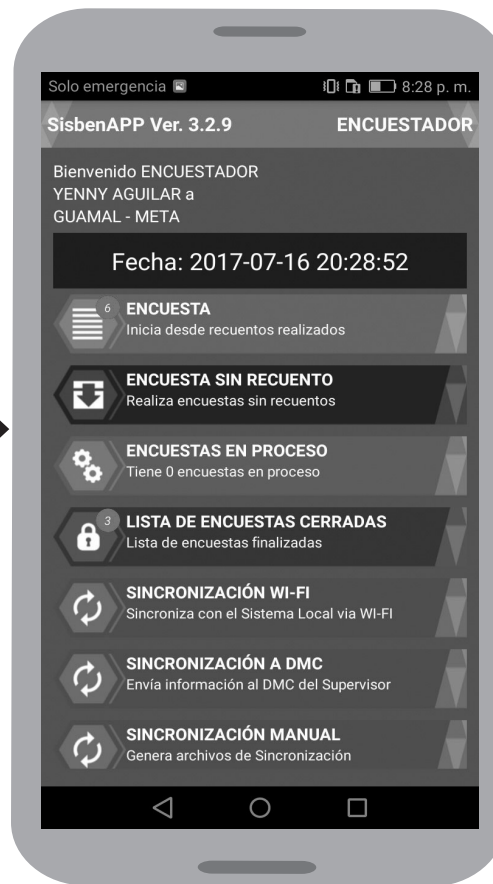 Solo emergencia 8:28 p. m.
SisbenAPP Ver. 3.2.9 ENCUESTADOR
Bienvenido ENCUESTADOR
YENNY AGUILAR a
GUAMAL - META
Fecha: 2017-07-16 20:28:52
6
ENCUESTA
Inicia desde recuentos realizados
ENCUESTA SIN RECUENTO
Realiza encuestas sin recuentos
ENCUESTAS EN PROCESO
Tiene 0 encuestas en proceso
3
LISTA DE ENCUESTAS CERRADAS
Lista de encuestas finalizadas
SINCRONIZACIÓN WI-FI
Sincroniza con el Sistema Local via WI-FI
SINCRONIZACIÓN A DMC
Envía información al DMC del Supervisor
SINCRONIZACIÓN MANUAL
Genera archivos de Sincronización